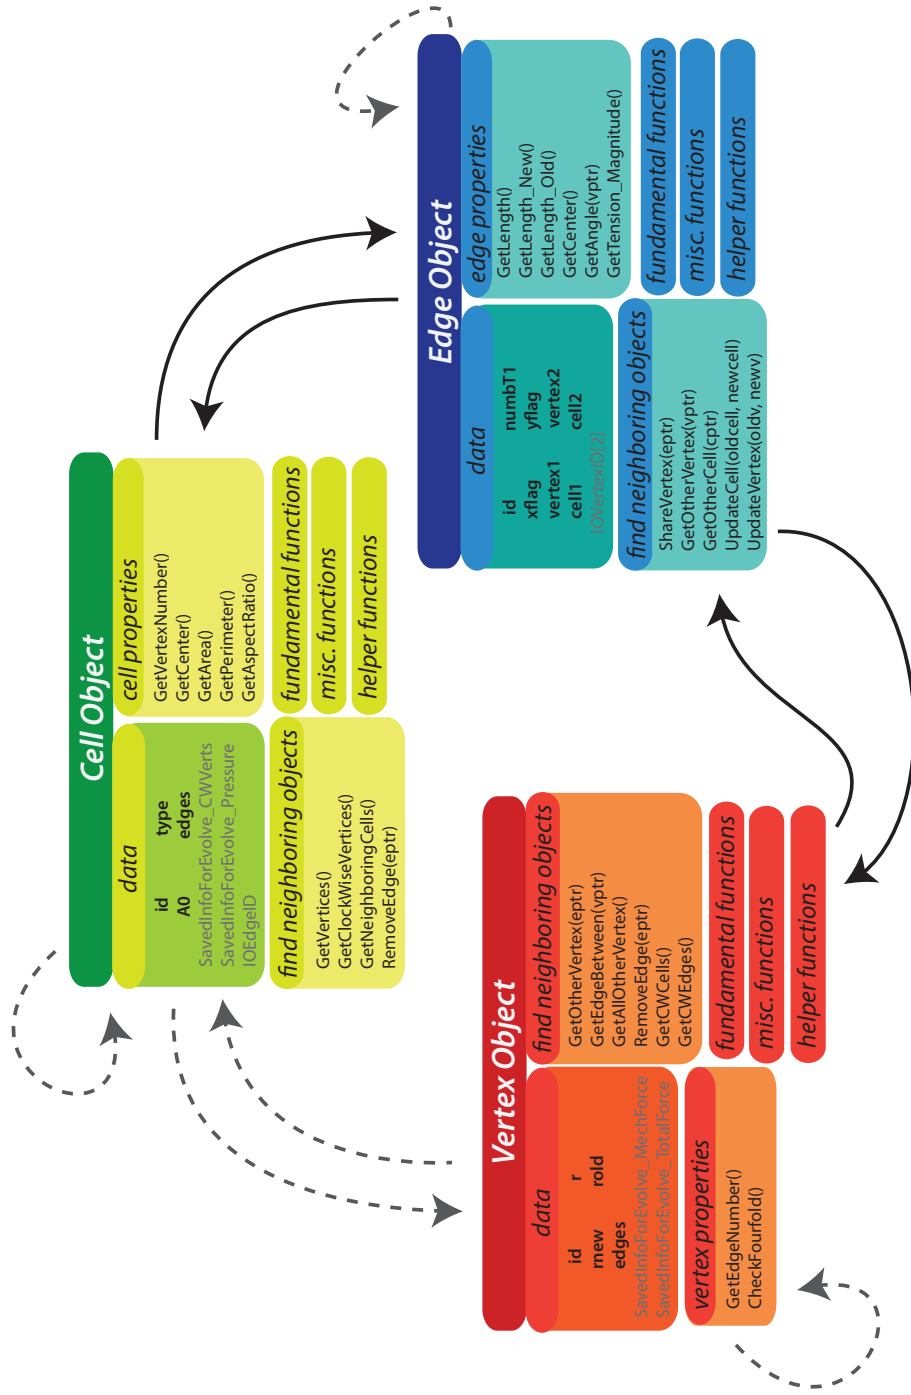 Cell Object
data
id type
A0 edges
SavedInfoForEvolve_CWVerts
SavedInfoForEvolve_Pressure
IOEdgeID
cell properties
GetVertexNumber()
GetCenter()
GetArea()
GetPerimeter()
GetAspectRatio()
find neighboring objects
GetVertices()
GetClockWiseVertices()
GetNeighboringCells()
RemoveEdge(eptr)
fundamental functions
misc. functions
helper functions
Vertex Object
data
id r
rnew rold
edges
SavedInfoForEvolve_MechForce
SavedInfoForEvolve_TotalForce
find neighboring objects
GetOtherVertex(eptr)
GetEdgeBetween(vptr)
GetAllOtherVertex()
RemoveEdge(eptr)
GetCWCells()
GetCWEdges()
vertex properties
GetEdgeNumber()
CheckFourfold()
fundamental functions
misc. functions
helper functions
Edge Object
data
id numbT1
xflag yflag
vertex1 vertex2
cell1 cell2
IOVertexID[2]
edge properties
GetLength()
GetLength_New()
GetLength_Old()
GetCenter()
GetAngle(vptr)
GetTension_Magnitude()
find neighboring objects
ShareVertex(eptr)
GetOtherVertex(vptr)
GetOtherCell(cptr)
UpdateCell(oldcell, newcell)
UpdateVertex(oldv, newv)
fundamental functions
misc. functions
helper functions